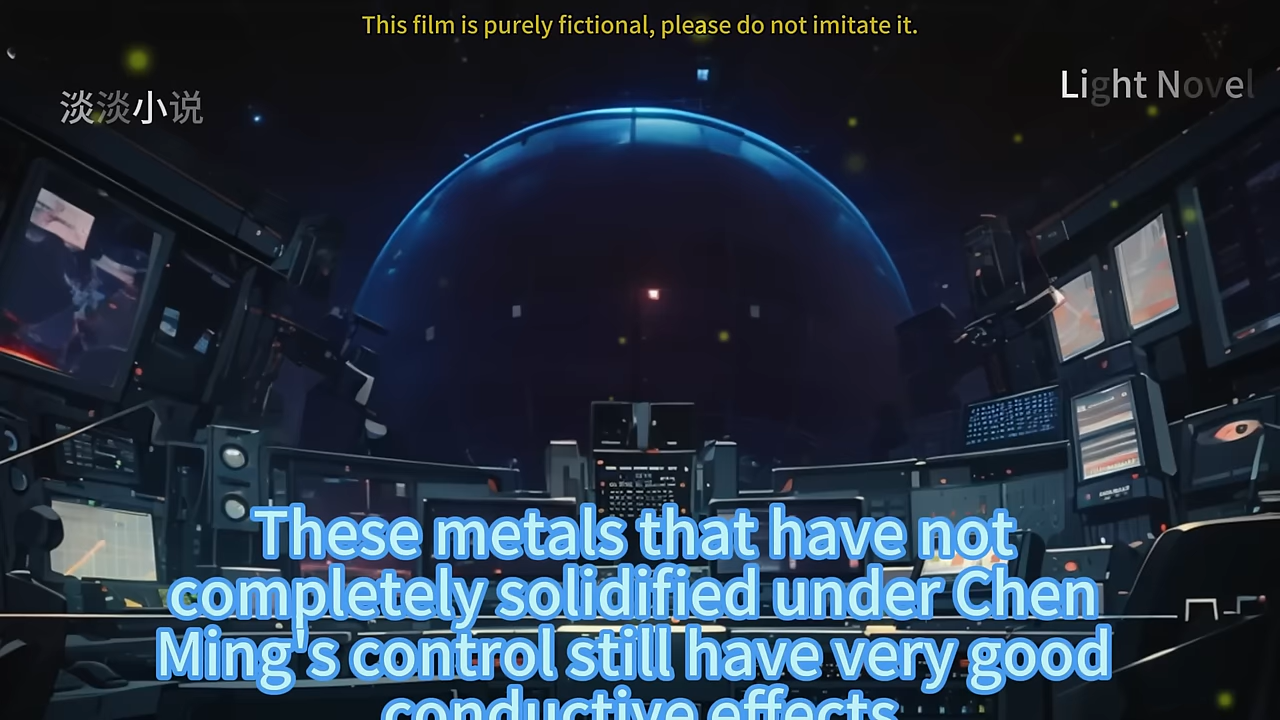 This film is purely fictional, please do not imitate it.
淡淡小说
Light Novel
These metals that have not
completely solidified under Chen
Ming's control still have very good
conductive effects